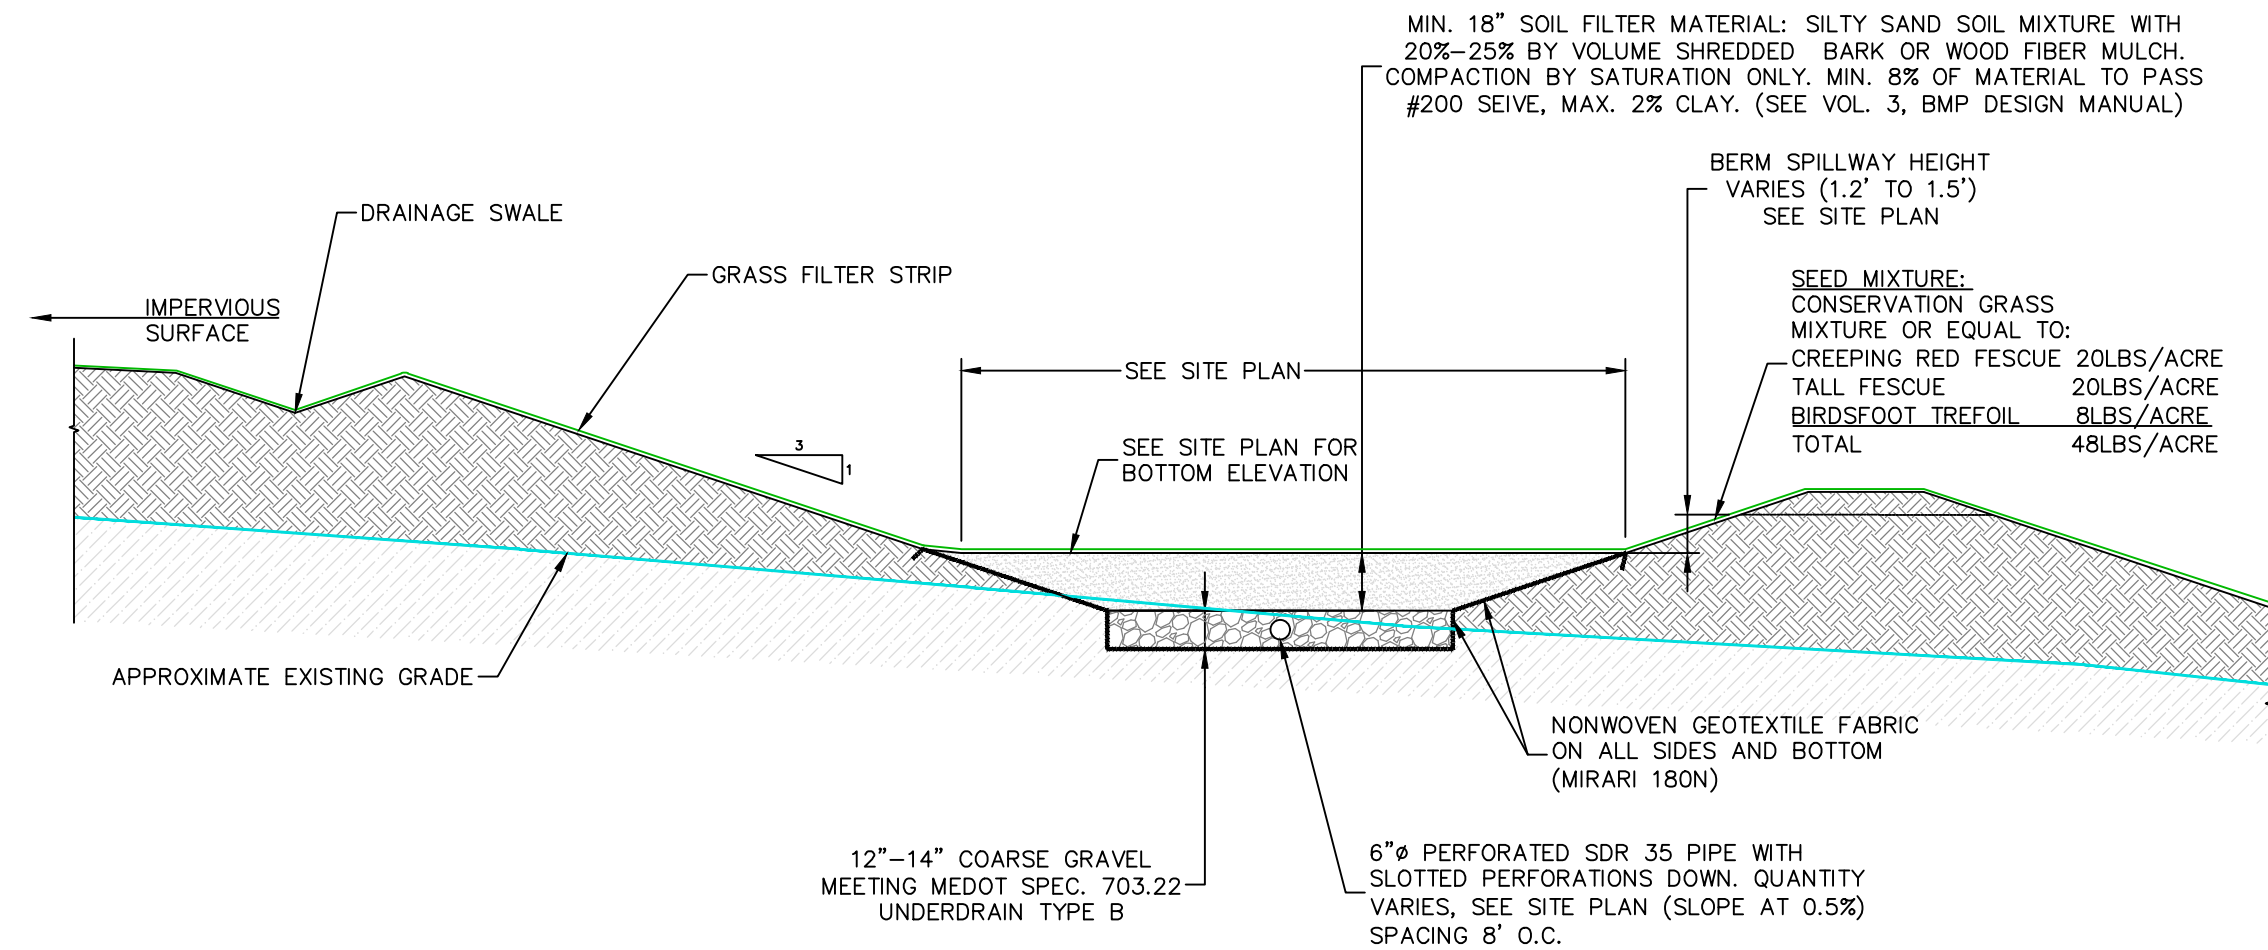 MIN. 18” SOIL FILTER MATERIAL: SILTY SAND SOIL MIXTURE WITH
20%–25% BY VOLUME SHREDDED BARK OR WOOD FIBER MULCH.
COMPACTION BY SATURATION ONLY. MIN. 8% OF MATERIAL TO PASS
#200 SEIVE, MAX. 2% CLAY. (SEE VOL. 3, BMP DESIGN MANUAL)
BERM SPILLWAY HEIGHT
VARIES (1.2’ TO 1.5’)
SEE SITE PLAN
DRAINAGE SWALE
GRASS FILTER STRIP
IMPERVIOUS
SURFACE
SEED MIXTURE:
CONSERVATION GRASS
MIXTURE OR EQUAL TO:
CREEPING RED FESCUE 20LBS/ACRE
TALL FESCUE 20LBS/ACRE
BIRDSFOOT TREFOIL 8LBS/ACRE
TOTAL 48LBS/ACRE
SEE SITE PLAN
3
1
SEE SITE PLAN FOR
BOTTOM ELEVATION
APPROXIMATE EXISTING GRADE
NONWOVEN GEOTEXTILE FABRIC
ON ALL SIDES AND BOTTOM
(MIRARI 180N)
12”–14” COARSE GRAVEL
MEETING MEDOT SPEC. 703.22
UNDERDRAIN TYPE B
6”ø PERFORATED SDR 35 PIPE WITH
SLOTTED PERFORATIONS DOWN. QUANTITY
VARIES, SEE SITE PLAN (SLOPE AT 0.5%)
SPACING 8’ O.C.